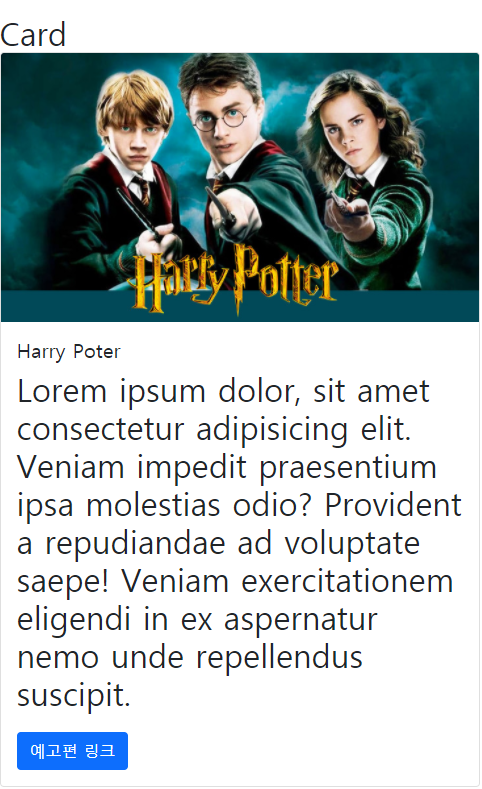 Card
Harry Potter
Harry Poter
Lorem ipsum dolor, sit amet
consectetur adipisicing elit.
Veniam impedit praesentium
ipsa molestias odio? Provident
a repudiandae ad voluptate
saepe! Veniam exercitationem
eligendi in ex aspernatur
nemo unde repellendus
suscipit.
예고편 링크